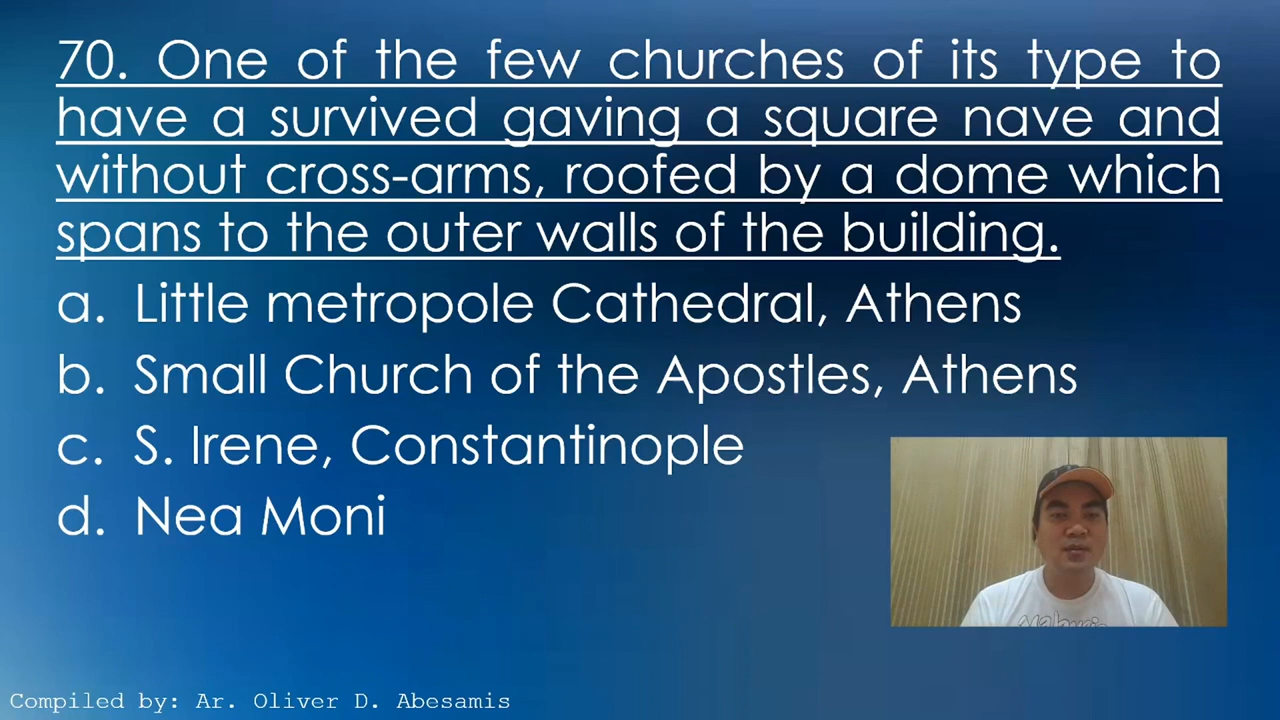 70. One of the few churches of its type to
have a survived gaving a square nave and
without cross-arms, roofed by a dome which
spans to the outer walls of the building.
a. Little metropole Cathedral, Athens
b. Small Church of the Apostles, Athens
c. S. Irene, Constantinople
d. Nea Moni
Malaysia
Compiled by: Ar. Oliver D. Abesamis